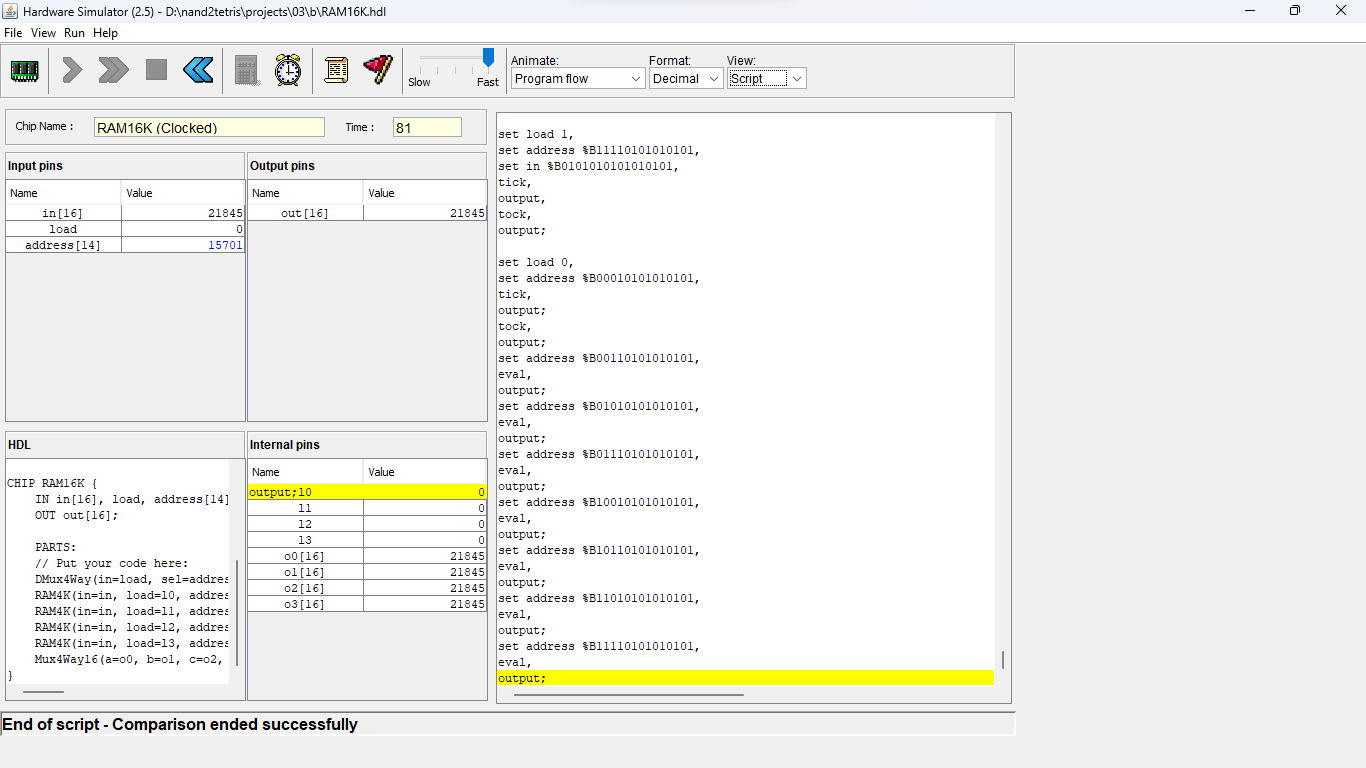 Hardware Simulator (2.5) - D:\nand2tetris\projects\03\b\RAM16K.hdl
File View Run Help
Slow Fast
Animate: Format: View:
Program flow Decimal Script
Chip Name : RAM16K (Clocked) Time : 81
Input pins
Name Value
in[16] 21845
load 0
address[14] 15701
Output pins
Name Value
out[16] 21845
HDL
CHIP RAM16K {
IN in[16], load, address[14]
OUT out[16];
PARTS:
// Put your code here:
DMux4Way(in=load, sel=addres
RAM4K(in=in, load=l0, addres
RAM4K(in=in, load=l1, addres
RAM4K(in=in, load=l2, addres
RAM4K(in=in, load=l3, addres
Mux4Way16(a=o0, b=o1, c=o2,
}
Internal pins
Name Value
output;l0 0
l1 0
l2 0
l3 0
o0[16] 21845
o1[16] 21845
o2[16] 21845
o3[16] 21845
set load 1,
set address %B11110101010101,
set in %B0101010101010101,
tick,
output,
tock,
output;
set load 0,
set address %B00010101010101,
tick,
output;
tock,
output;
set address %B00110101010101,
eval,
output;
set address %B01010101010101,
eval,
output;
set address %B01110101010101,
eval,
output;
set address %B10010101010101,
eval,
output;
set address %B10110101010101,
eval,
output;
set address %B11010101010101,
eval,
output;
set address %B11110101010101,
eval,
output;
End of script - Comparison ended successfully